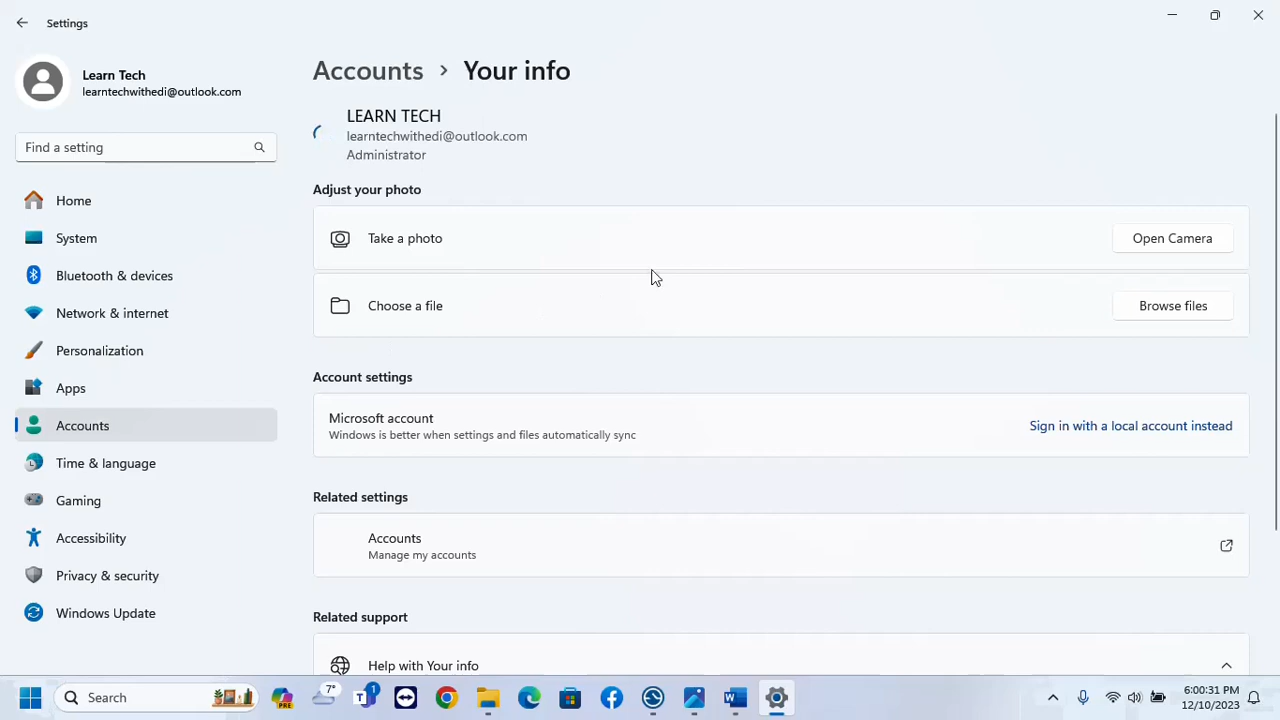 Settings
Learn Tech
learntechwithedi@outlook.com
Find a setting
Home
System
Bluetooth & devices
Network & internet
Personalization
Apps
Accounts
Time & language
Gaming
Accessibility
Privacy & security
Windows Update
Accounts > Your info
LEARN TECH
learntechwithedi@outlook.com
Administrator
Adjust your photo
Take a photo
Open Camera
Choose a file
Browse files
Account settings
Microsoft account
Windows is better when settings and files automatically sync
Sign in with a local account instead
Related settings
Accounts
Manage my accounts
Related support
Help with Your info
Search
PRE
7°
1
6:00:31 PM
12/10/2023